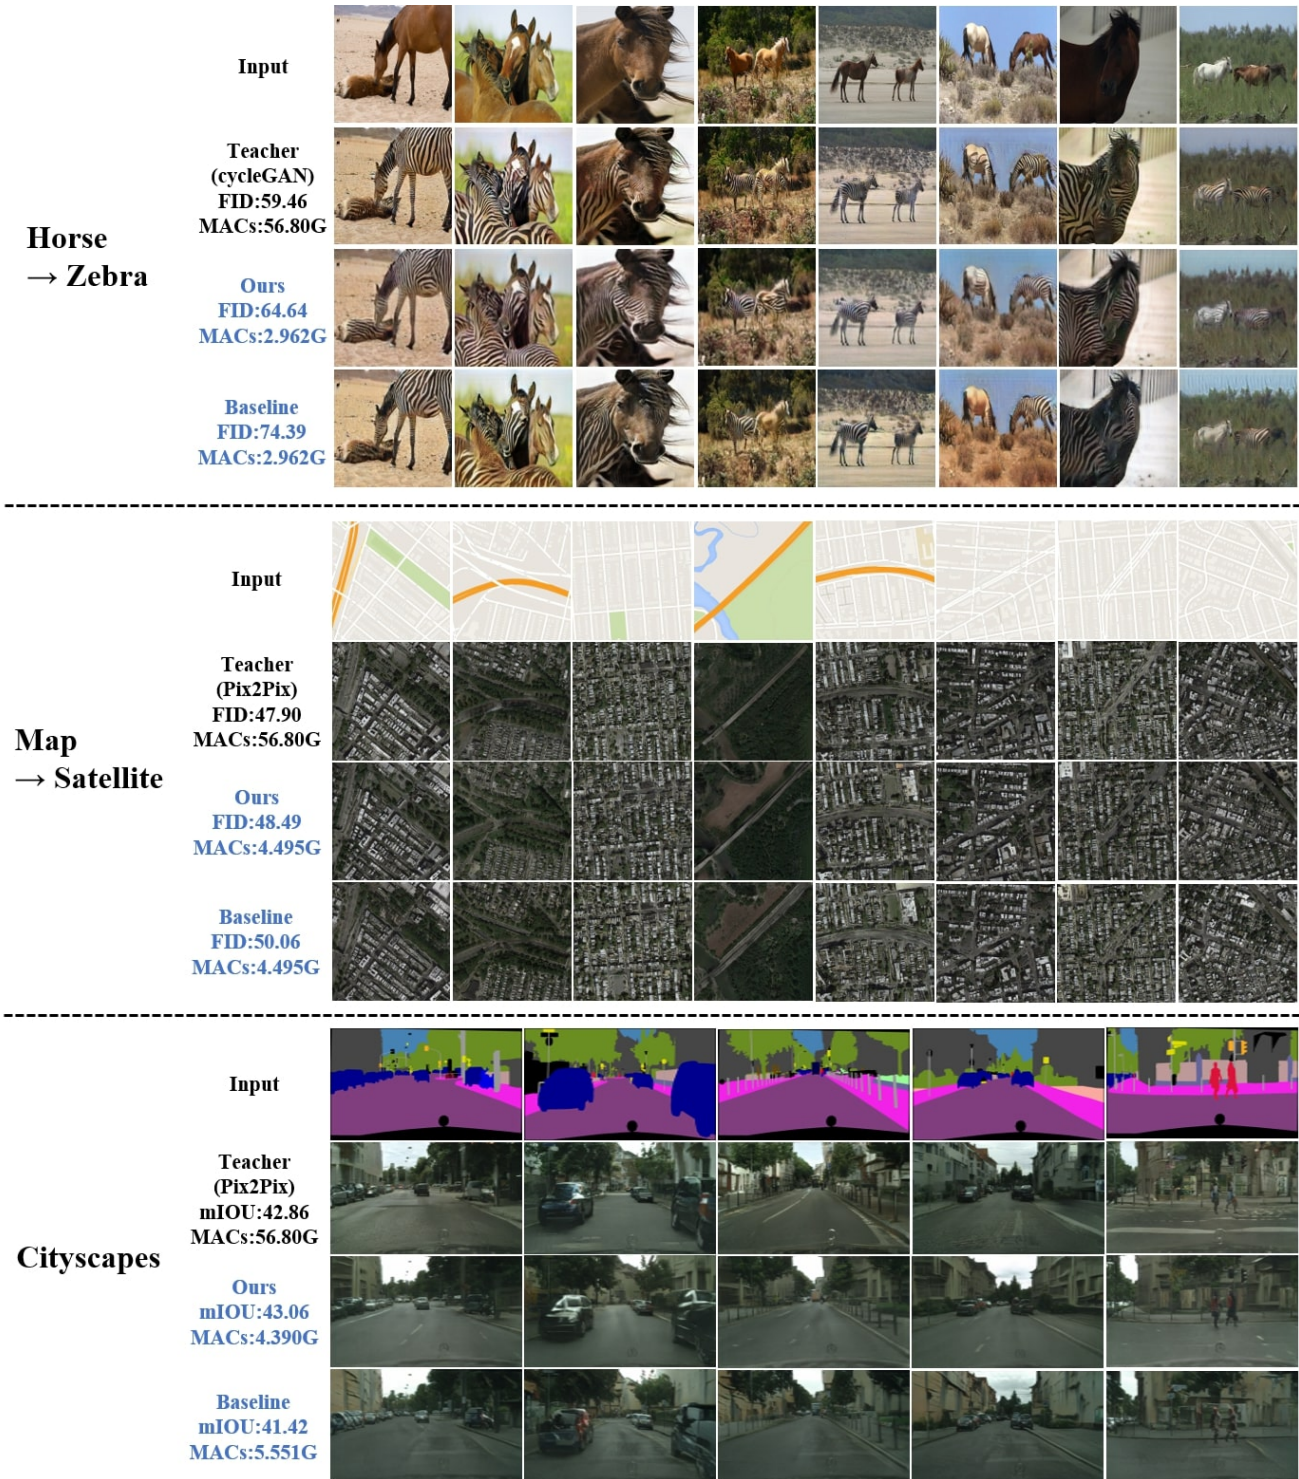 Horse
→ Zebra
Input
Teacher
(cycleGAN)
FID:59.46
MACs:56.80G
Ours
FID:64.64
MACs:2.962G
Baseline
FID:74.39
MACs:2.962G
Map
→ Satellite
Input
Teacher
(Pix2Pix)
FID:47.90
MACs:56.80G
Ours
FID:48.49
MACs:4.495G
Baseline
FID:50.06
MACs:4.495G
Cityscapes
Input
Teacher
(Pix2Pix)
mIOU:42.86
MACs:56.80G
Ours
mIOU:43.06
MACs:4.390G
Baseline
mIOU:41.42
MACs:5.551G